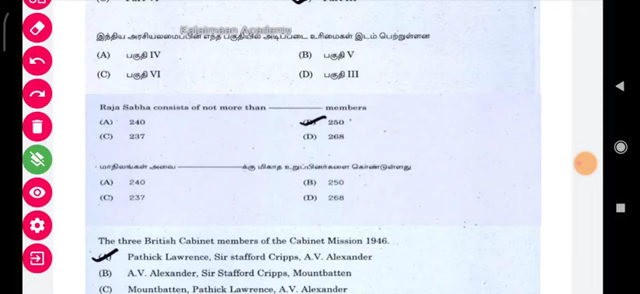 Kalaimaan Academy
இந்திய அரசியலமைப்பின் எந்த பகுதியில் அடிப்படை உரிமைகள் இடம் பெற்றுள்ளன
(A) பகுதி IV (B) பகுதி V
(C) பகுதி VI (D) பகுதி III
Raja Sabha consists of not more than ———— members
(A) 240 (B) 250
(C) 237 (D) 268
மாநிலங்கள் அவை ———— க்கு மிகாத உறுப்பினர்களை கொண்டுள்ளது
(A) 240 (B) 250
(C) 237 (D) 268
The three British Cabinet members of the Cabinet Mission 1946.
(A) Pathick Lawrence, Sir stafford Cripps, A.V. Alexander
(B) A.V. Alexander, Sir Stafford Cripps, Mountbatten
(C) Mountbatten, Pathick Lawrence, A.V. Alexander